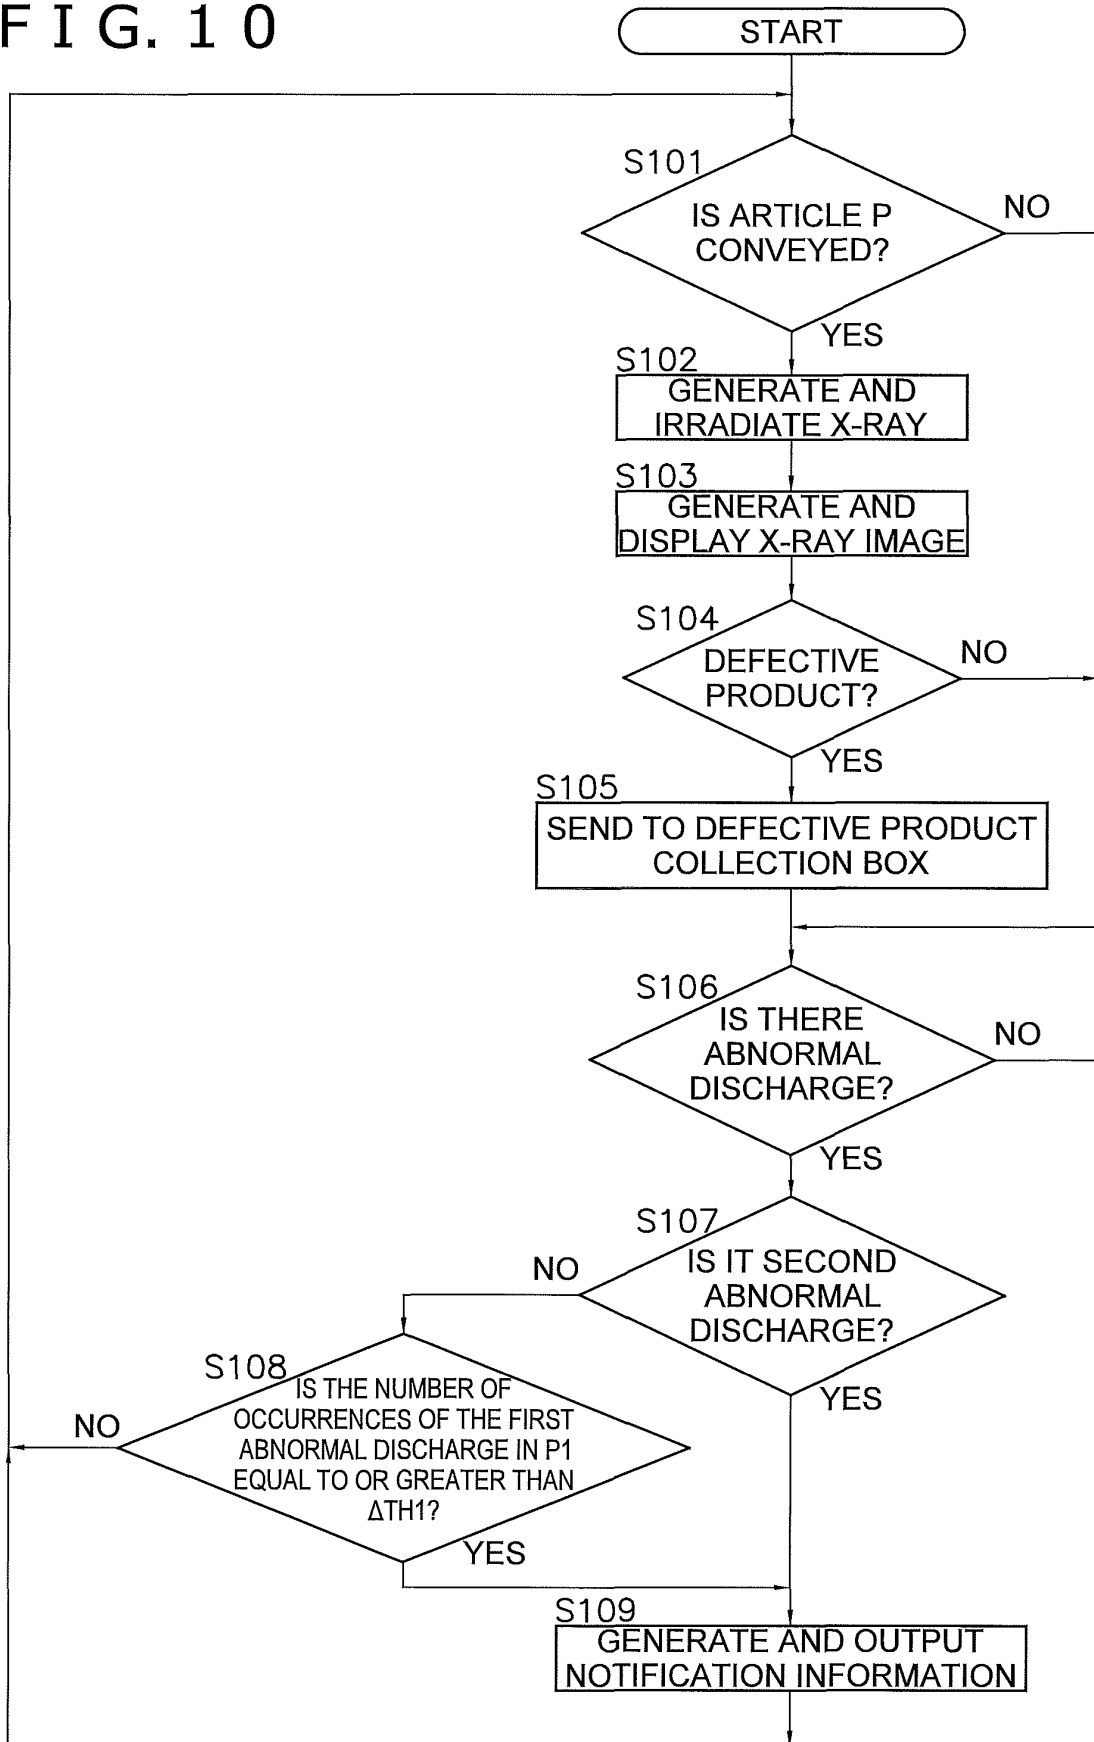 FIG. 10
START
S101
IS ARTICLE P
CONVEYED?
NO
YES
S102
GENERATE AND
IRRADIATE X-RAY
S103
GENERATE AND
DISPLAY X-RAY IMAGE
S104
DEFECTIVE
PRODUCT?
NO
YES
S105
SEND TO DEFECTIVE PRODUCT
COLLECTION BOX
S106
IS THERE
ABNORMAL
DISCHARGE?
NO
YES
S107
IS IT SECOND
ABNORMAL
DISCHARGE?
NO
YES
S108
IS THE NUMBER OF
OCCURRENCES OF THE FIRST
ABNORMAL DISCHARGE IN P1
EQUAL TO OR GREATER THAN
ΔTH1?
NO
YES
S109
GENERATE AND OUTPUT
NOTIFICATION INFORMATION